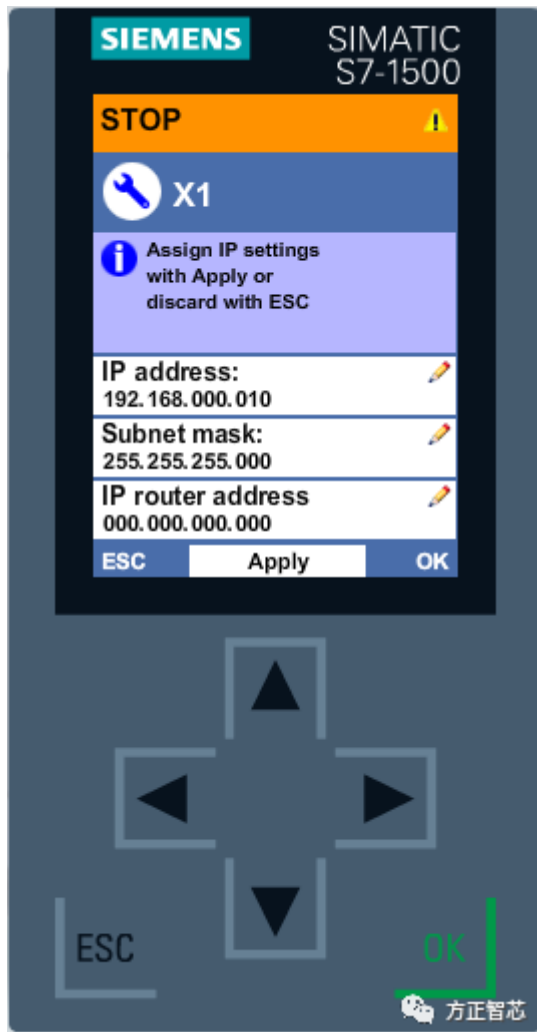 SIEMENS
SIMATIC
S7-1500
STOP
X1
Assign IP settings
with Apply or
discard with ESC
IP address:
192.168.000.010
Subnet mask:
255.255.255.000
IP router address
000.000.000.000
ESC Apply OK
ESC OK
方正智芯